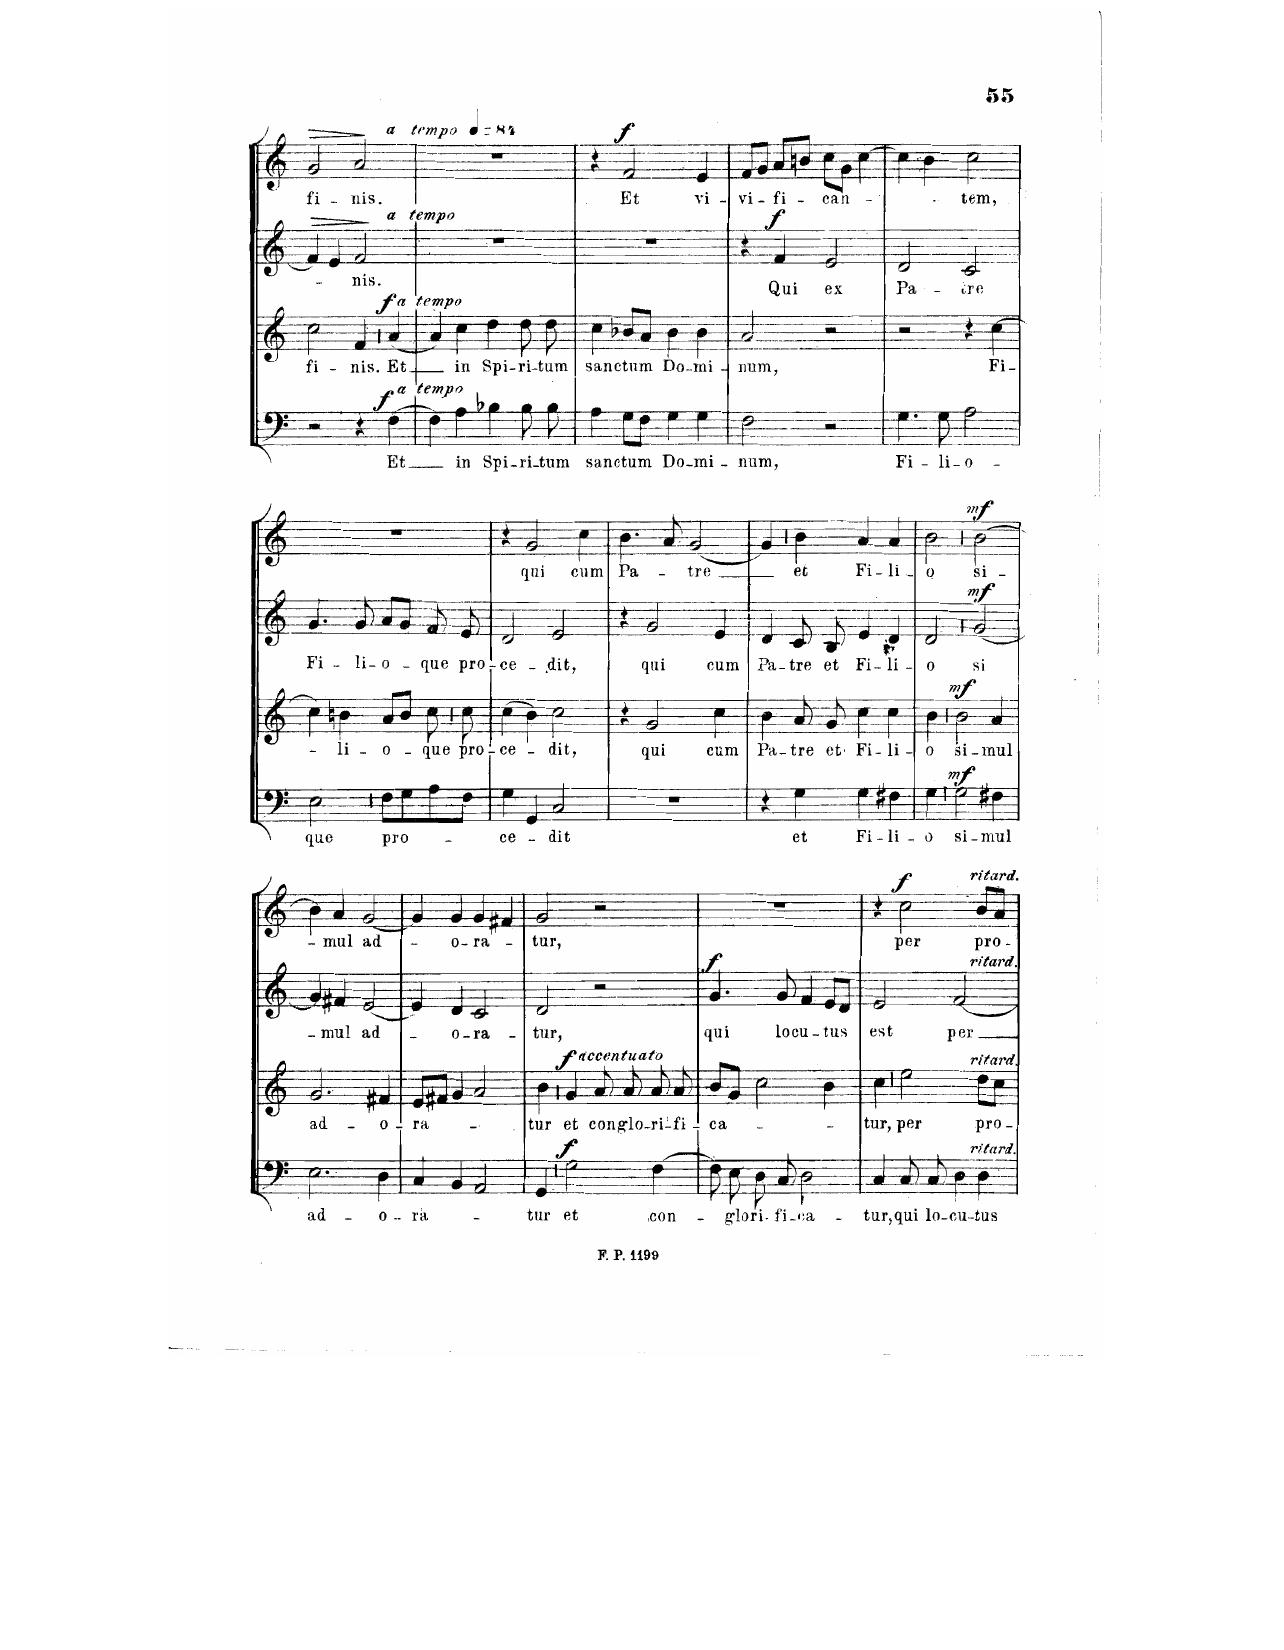 55
a tempo ♩ = 84
f
fi - nis. Et vi - vi - fi - can - - tem,
a tempo
f
- nis. Qui ex Pa - tre
f a tempo
fi - nis. Et in Spi-ri-tum sanctum Do-mi - num, Fi-
f a tempo
Et in Spi-ri-tum sanctum Do-mi - num, Fi - li-o -
mf
qui cum Pa - tre et Fi-li - o si-
mf
Fi - li-o - que pro-ce - dit, qui cum Pa-tre et Fi-li - o si
mf
- li - o - que pro-ce - dit, qui cum Pa-tre et Fi-li - o si-mul
mf
que pro - ce - dit et Fi-li - o si-mul
f ritard.
- mul ad - o-ra - tur, per pro-
f ritard.
- mul ad - o-ra - tur, qui locu-tus est per
f accentuato ritard.
ad - o-ra - tur et conglo-ri-fi-ca - - tur, per pro-
f ritard.
ad - o-ra - tur et con - glori-fi-ca - tur, qui lo-cu-tus
F. P. 1199